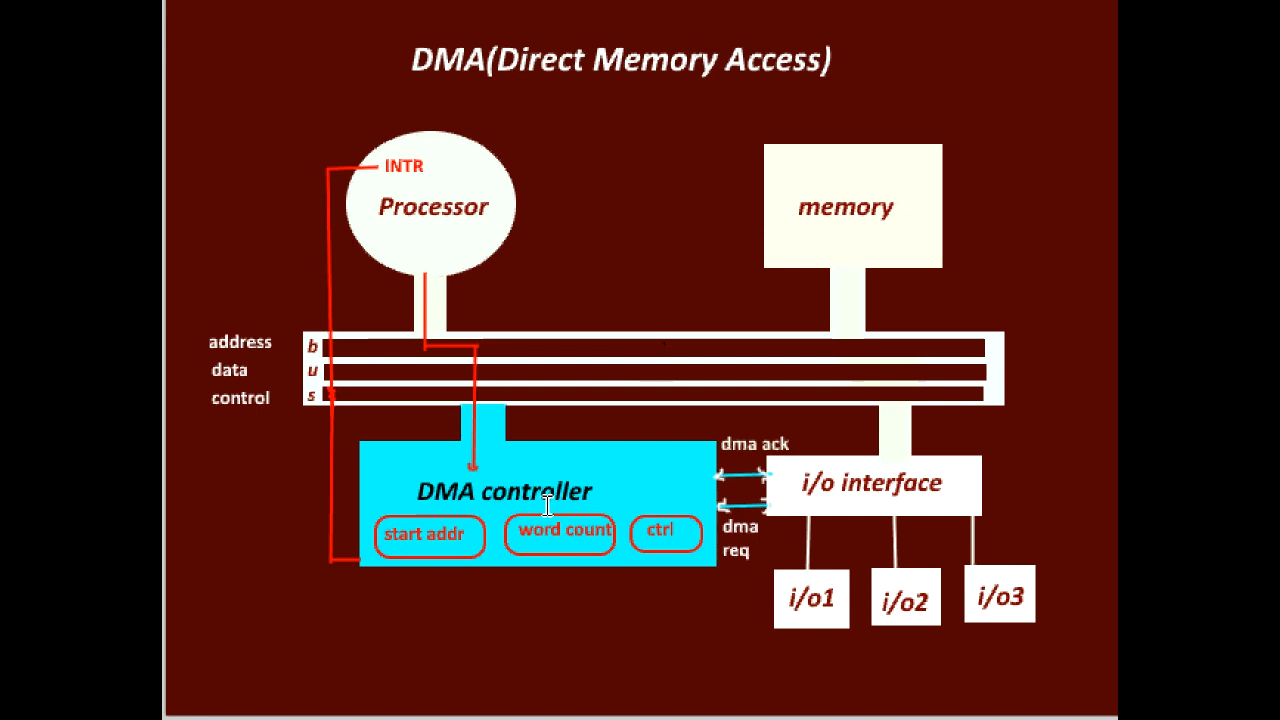 DMA(Direct Memory Access)
INTR
Processor
memory
address
data
control
b
u
s
dma ack
DMA controller
i/o interface
start addr
word count
ctrl
dma
req
i/o1
i/o2
i/o3